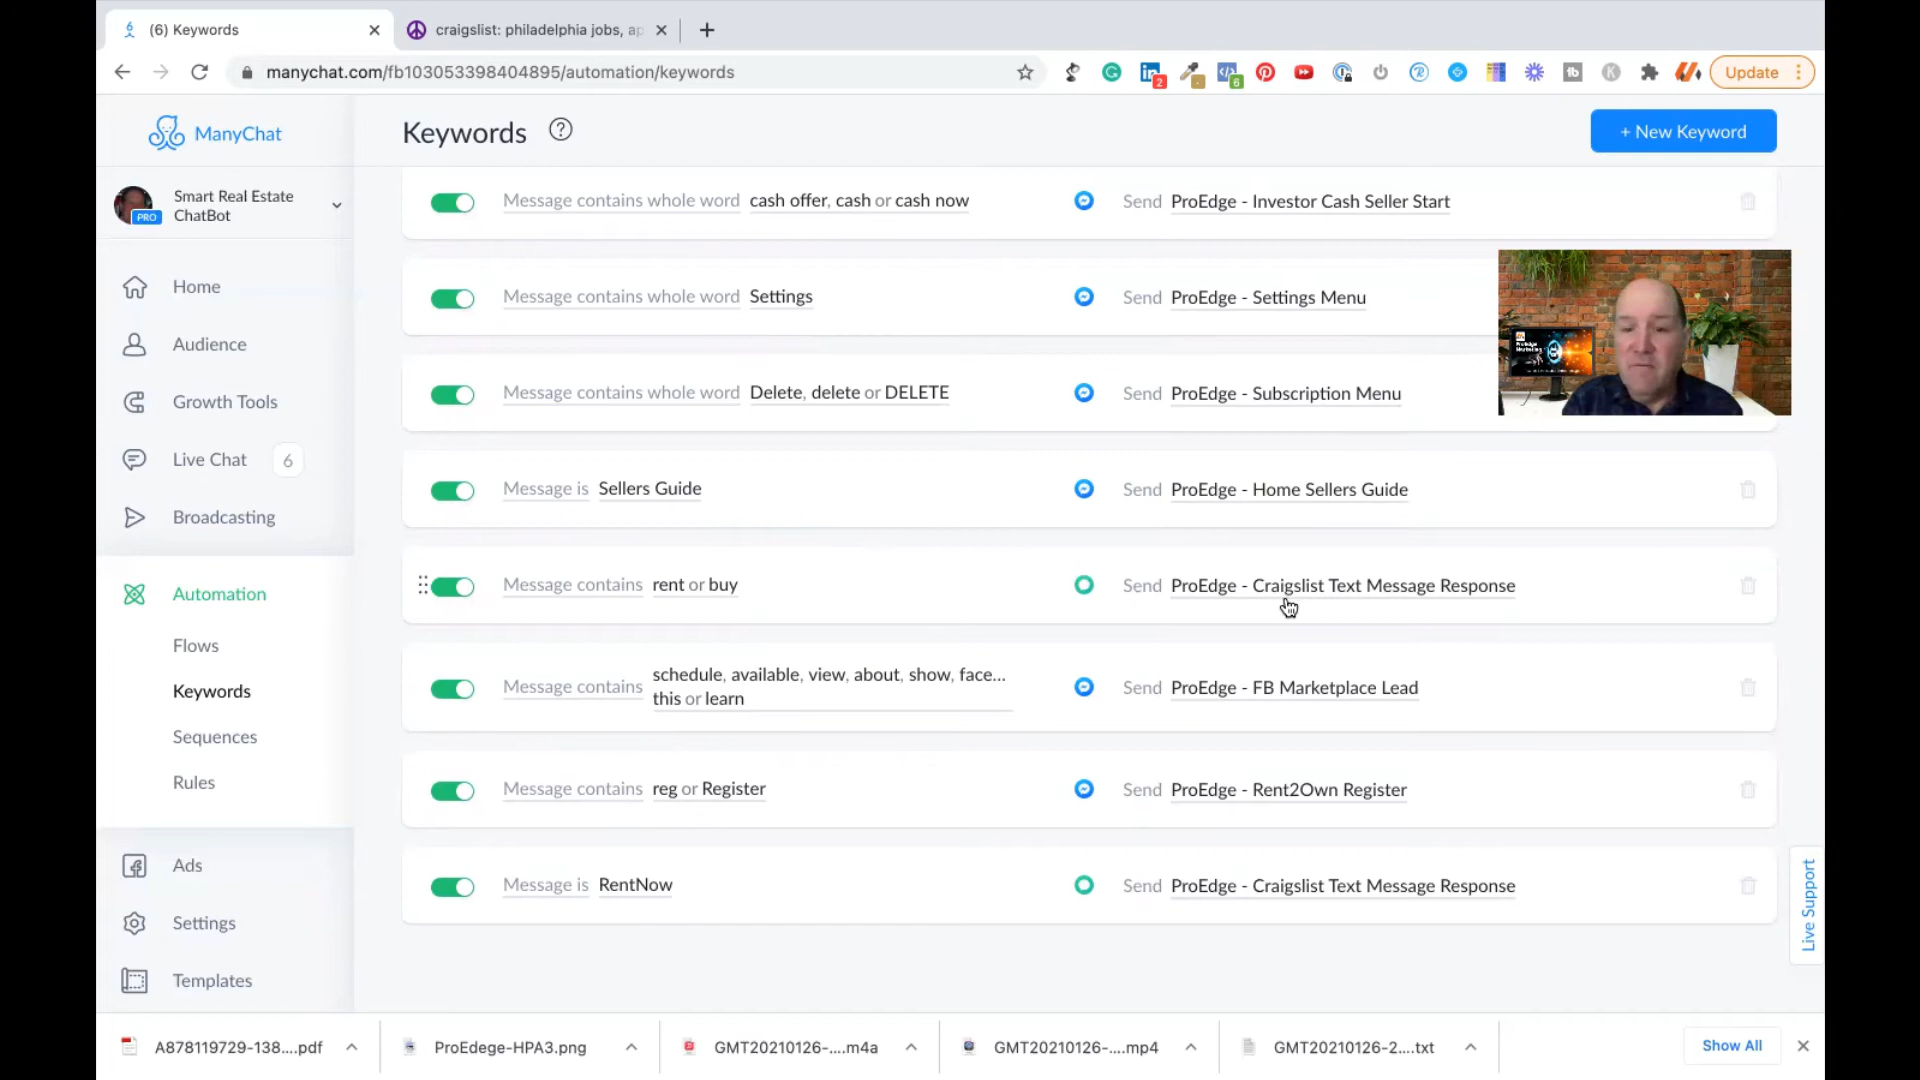 (6) Keywords
craigslist: philadelphia jobs, ap
manychat.com/fb103053398404895/automation/keywords
2
6
Update
ManyChat
Keywords
?
+ New Keyword
Smart Real Estate
ChatBot
PRO
Home
Audience
Growth Tools
Live Chat
6
Broadcasting
Automation
Flows
Keywords
Sequences
Rules
Ads
Settings
Templates
Message contains whole word cash offer, cash or cash now
Send ProEdge - Investor Cash Seller Start
Message contains whole word Settings
Send ProEdge - Settings Menu
Message contains whole word Delete, delete or DELETE
Send ProEdge - Subscription Menu
Message is Sellers Guide
Send ProEdge - Home Sellers Guide
Message contains rent or buy
Send ProEdge - Craigslist Text Message Response
Message contains schedule, available, view, about, show, face...
this or learn
Send ProEdge - FB Marketplace Lead
Message contains reg or Register
Send ProEdge - Rent2Own Register
Message is RentNow
Send ProEdge - Craigslist Text Message Response
Live Support
A878119729-138....pdf
ProEdege-HPA3.png
GMT20210126-....m4a
GMT20210126-....mp4
GMT20210126-2....txt
Show All